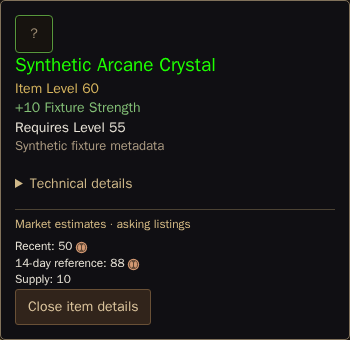 ?
Synthetic Arcane Crystal
Item Level 60
+10 Fixture Strength
Requires Level 55
Synthetic fixture metadata
▶ Technical details
Market estimates · asking listings
Recent: 50
14-day reference: 88
Supply: 10
Close item details